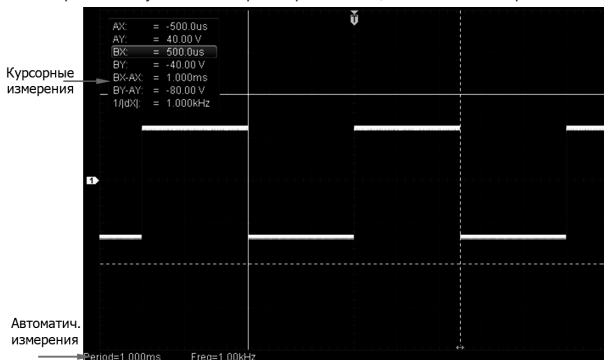 AX: = -500.0us
AY: = 40.00 V
BX: = 500.0us
BY: = -40.00 V
BX-AX: = 1.000ms
BY-AY: = -80.00 V
1/|dX|: = 1.000kHz
Курсорные
измерения
1
Автоматич.
измерения
Period=1.000ms Freq=1.00kHz